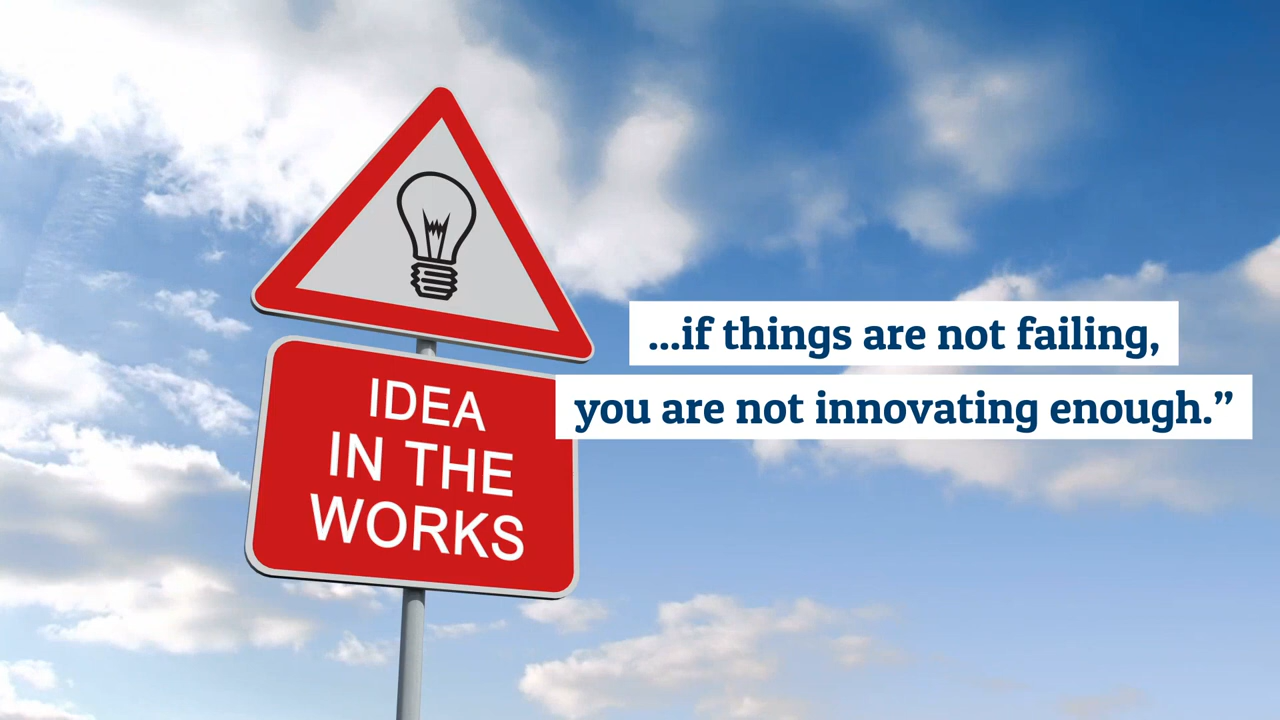 IDEA
IN THE
WORKS
...if things are not failing,
you are not innovating enough.”